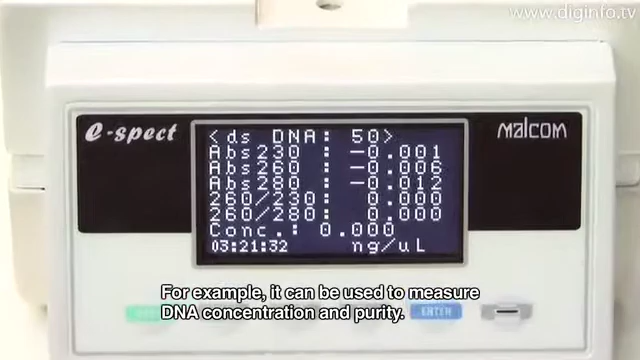 www.diginfo.tv
e-spect
malcom
<ds DNA: 50>
Abs230 : -0.001
Abs260 : -0.006
Abs280 : -0.012
260/230: 0.000
260/280: 0.000
Conc.: 0.000
03:21:32 ng/uL
For example, it can be used to measure
DNA concentration and purity.
ENTER